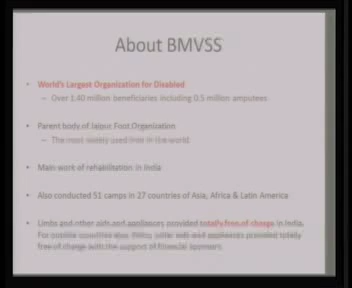 About BMVSS
• World's Largest Organization for Disabled
– Over 1.40 million beneficiaries including 0.5 million amputees
• Parent body of Jaipur Foot Organization
– The most widely used limb in the world
• Main work of rehabilitation in India
• Also conducted 51 camps in 27 countries of Asia, Africa & Latin America
• Limbs and other aids and appliances provided totally free of charge in India.
For outside countries also, limbs, other aids and appliances provided totally
free of charge with the support of financial sponsors